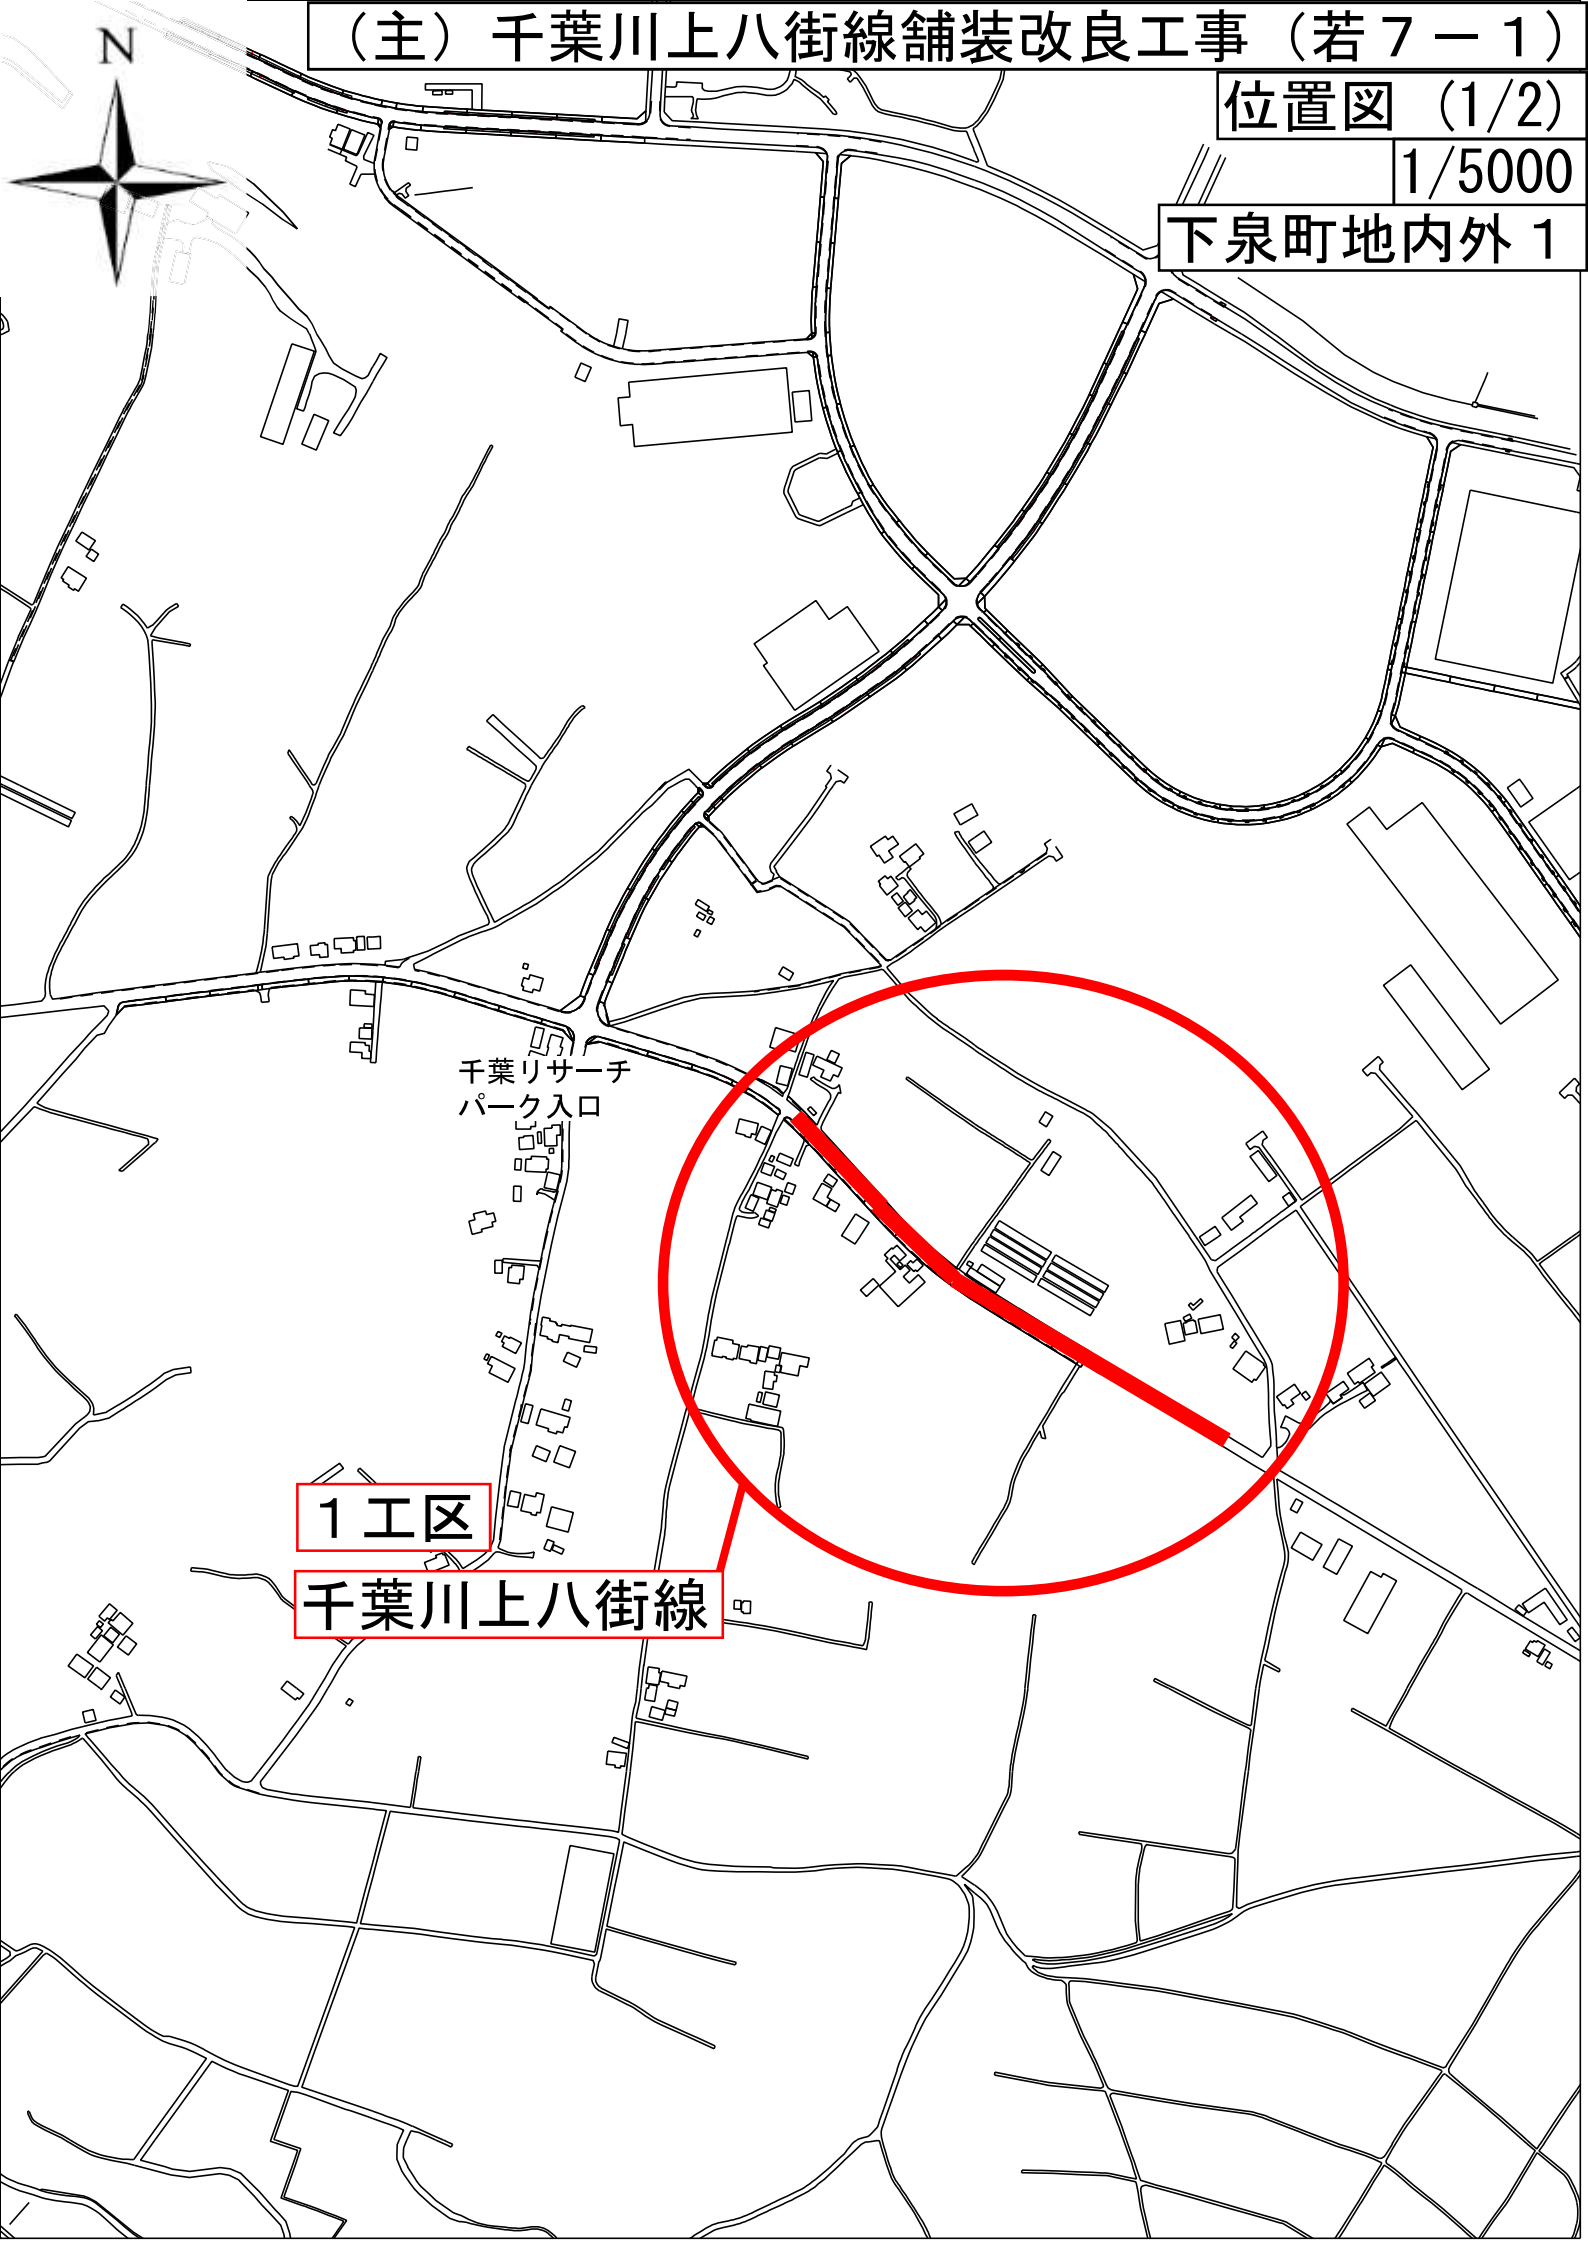 （主）千葉川上八街線舗装改良工事（若７－１）
N
位置図 (1/2)
1/5000
下泉町地内外１
千葉リサーチ
パーク入口
１工区
千葉川上八街線